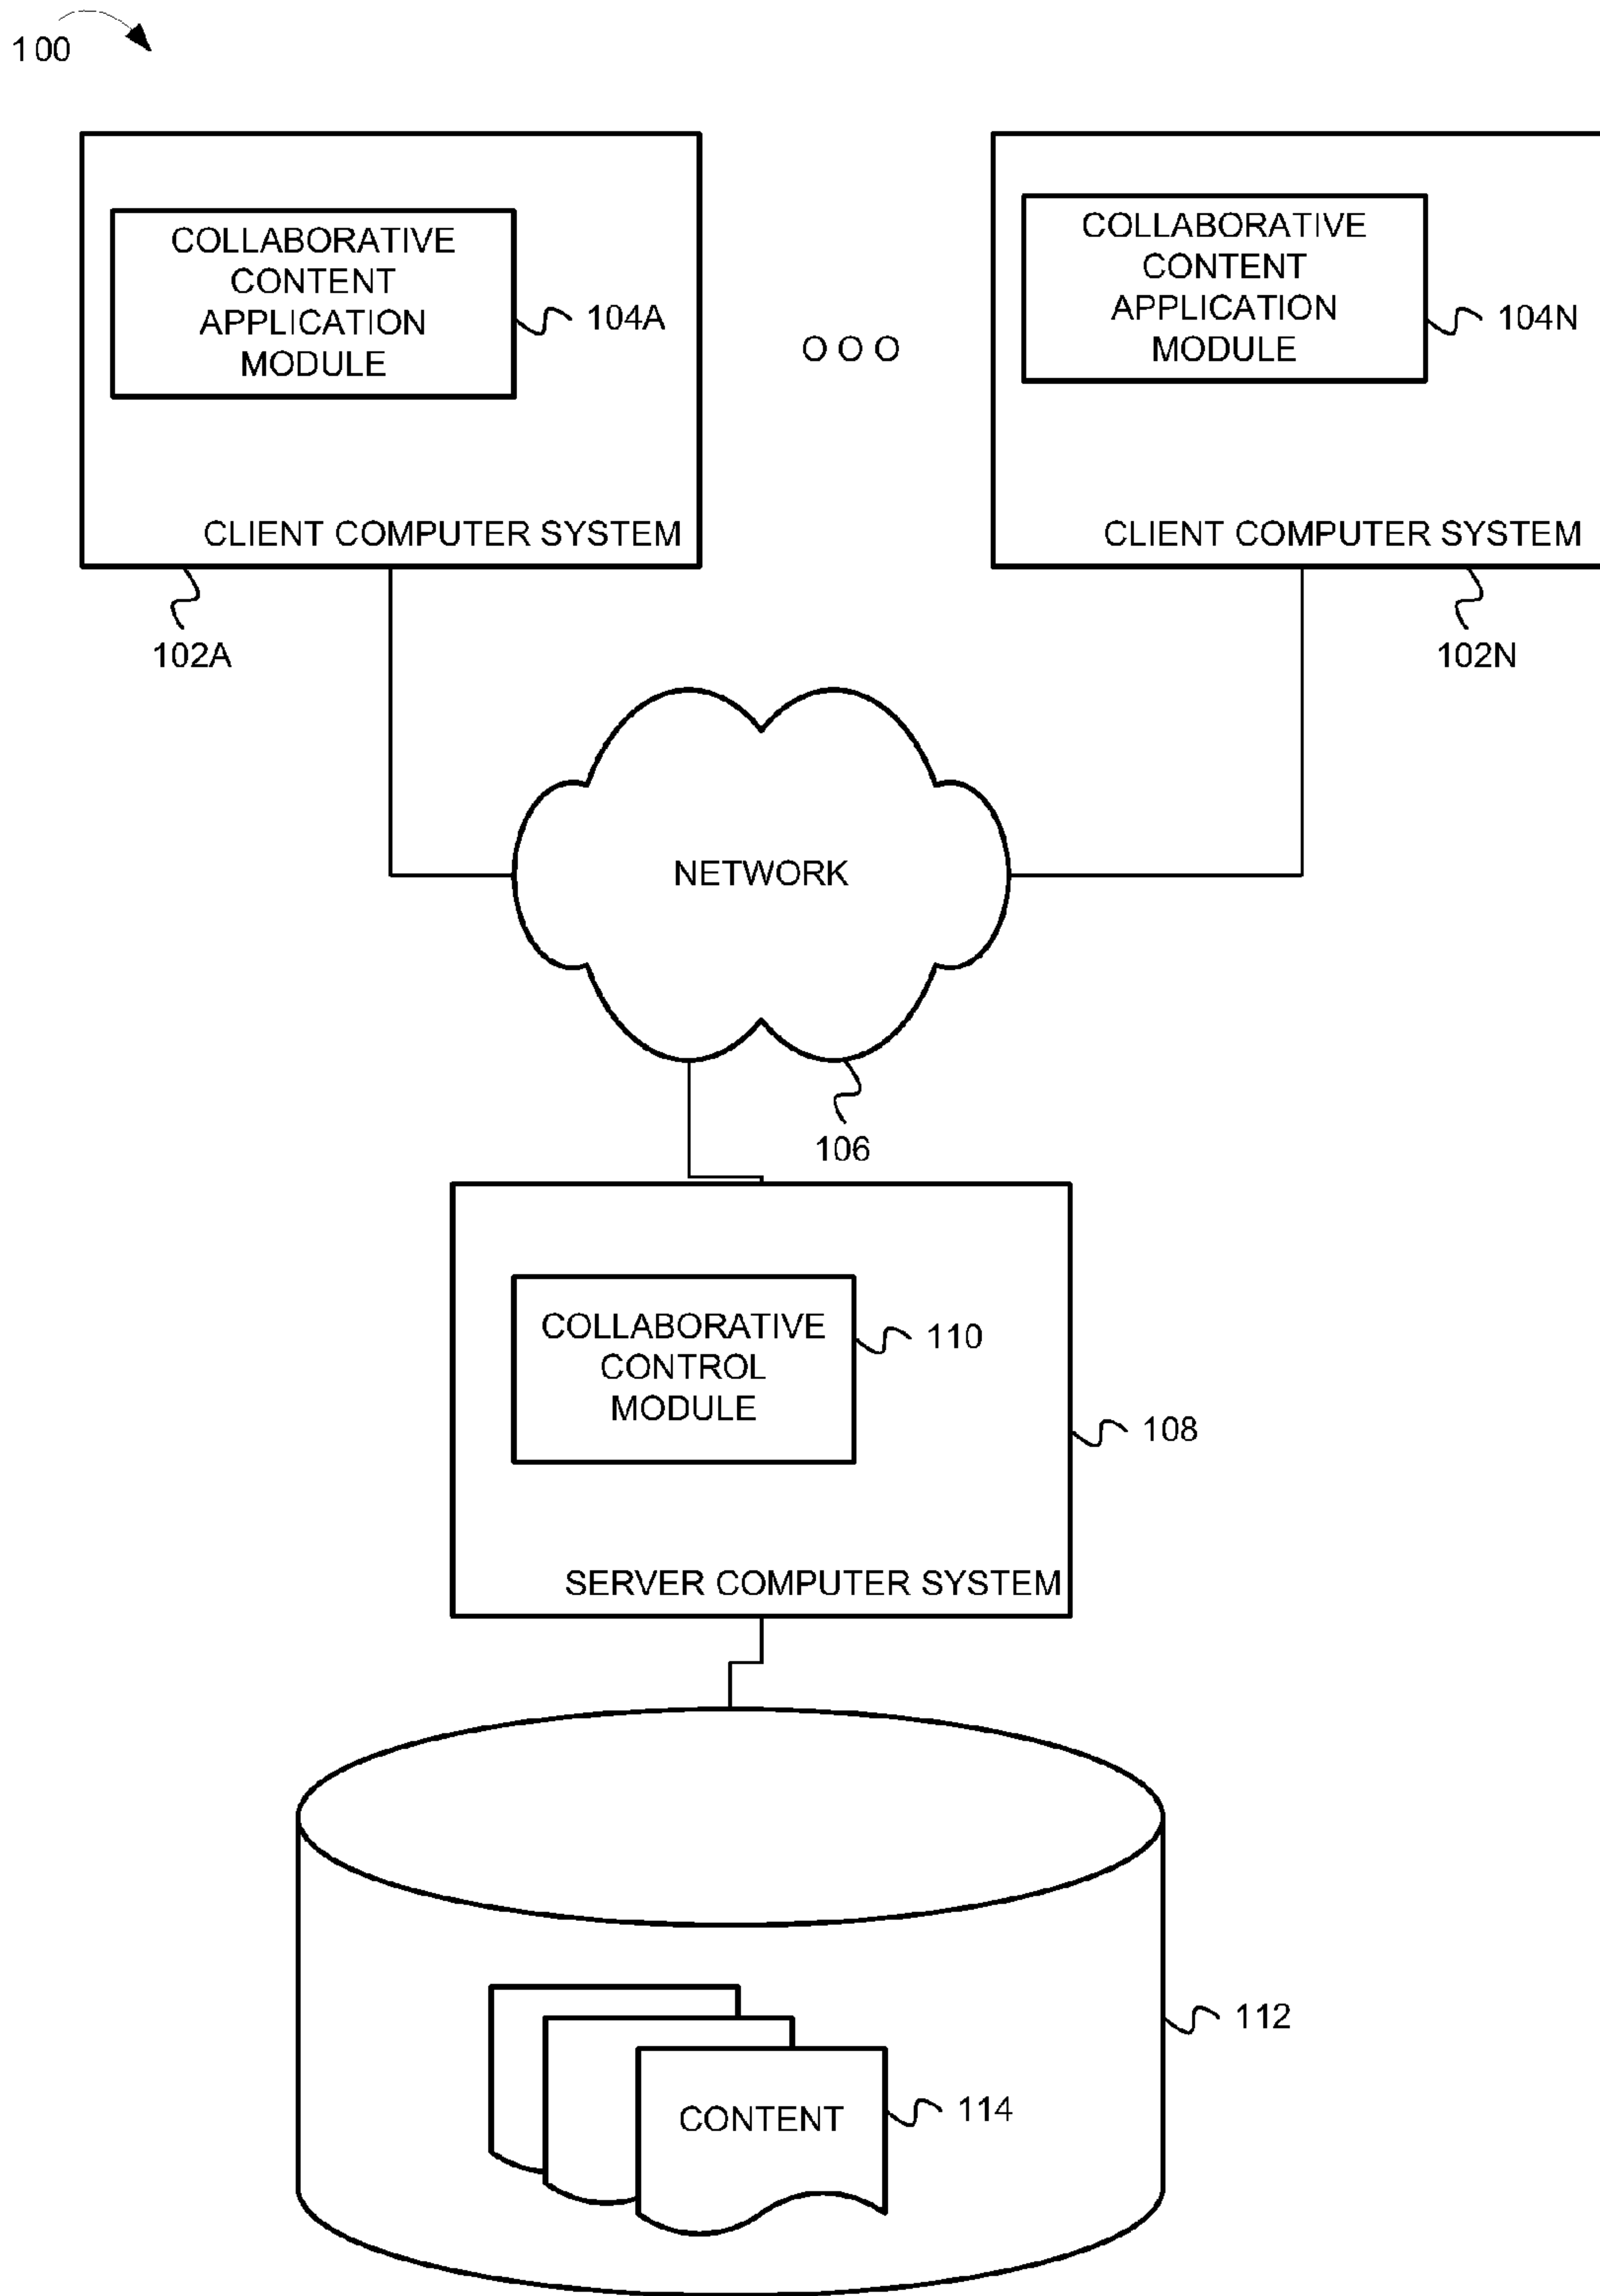 100
COLLABORATIVE
CONTENT
APPLICATION
MODULE
104A
CLIENT COMPUTER SYSTEM
102A
OOO
COLLABORATIVE
CONTENT
APPLICATION
MODULE
104N
CLIENT COMPUTER SYSTEM
102N
NETWORK
106
COLLABORATIVE
CONTROL
MODULE
110
108
SERVER COMPUTER SYSTEM
112
CONTENT
114